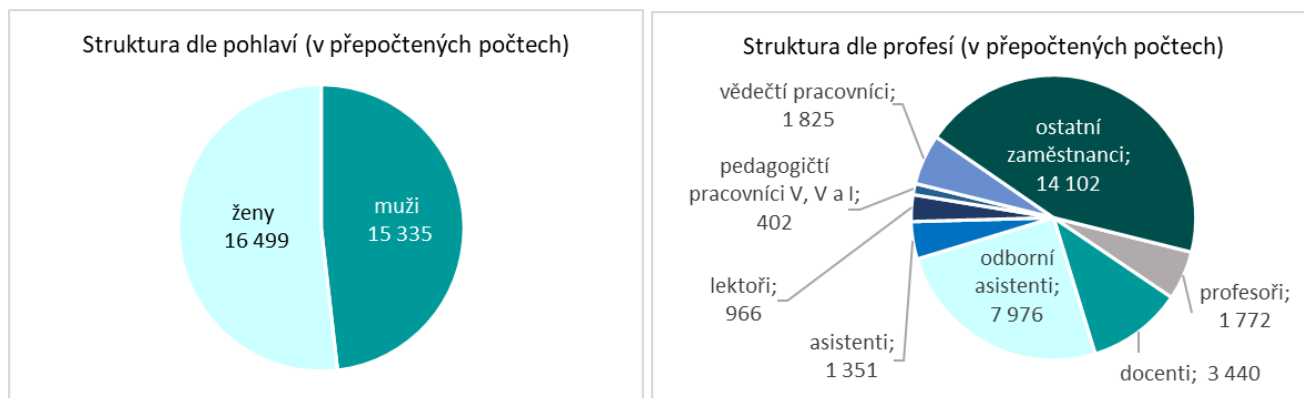 Struktura dle pohlaví (v přepočtených počtech)
ženy
16 499
muži
15 335
Struktura dle profesí (v přepočtených počtech)
vědečtí pracovníci;
1 825
ostatní
zaměstnanci;
14 102
pedagogičtí
pracovníci V, V a I;
402
lektoři;
966
asistenti;
1 351
odborní
asistenti;
7 976
profesoři;
1 772
docenti; 3 440